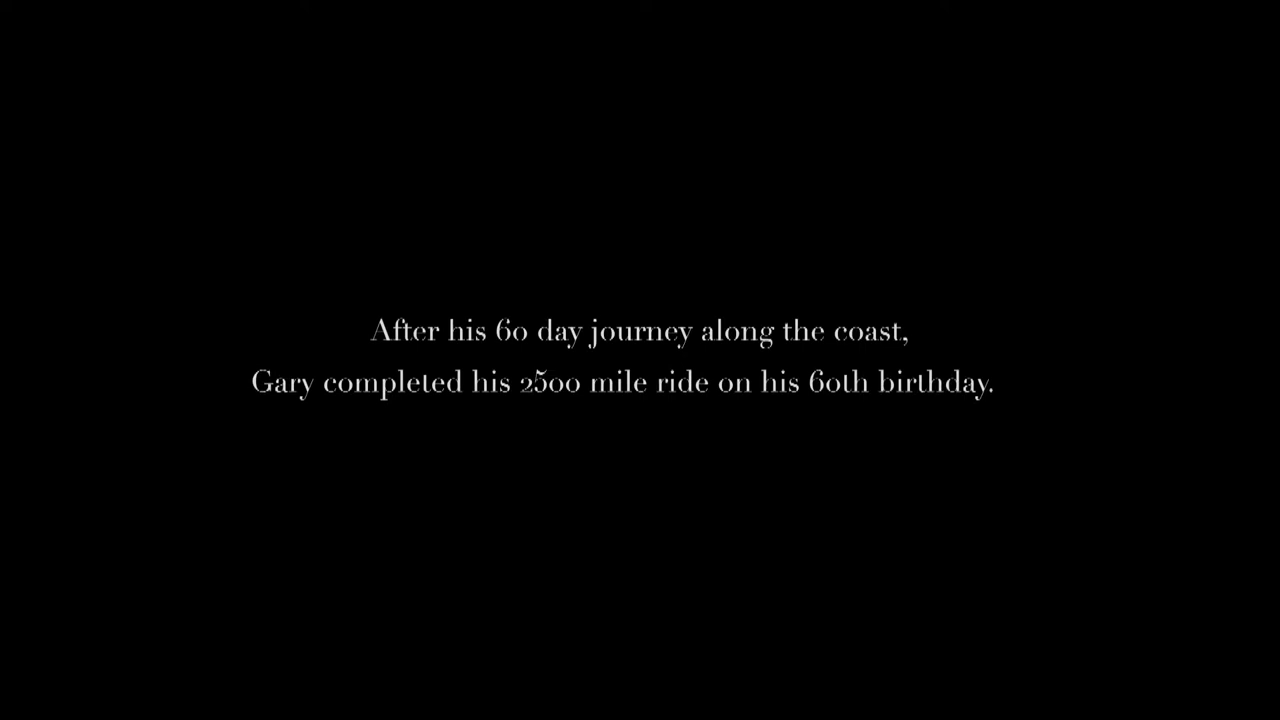 After his 60 day journey along the coast,
Gary completed his 2500 mile ride on his 60th birthday.